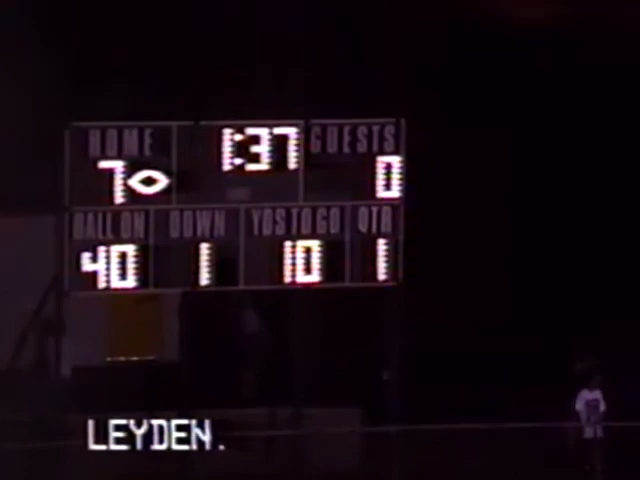 HOME 1:37 GUESTS
7 0
BALL ON DOWN YDS TO GO QTR
40 1 10 1
LEYDEN.